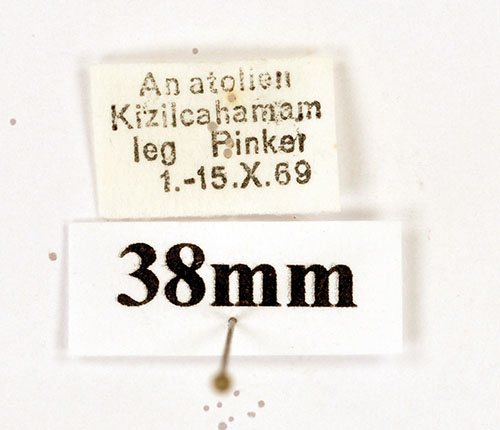 Anatolien
Kizilcahamam
leg Pinker
1.-15.X.69
38mm